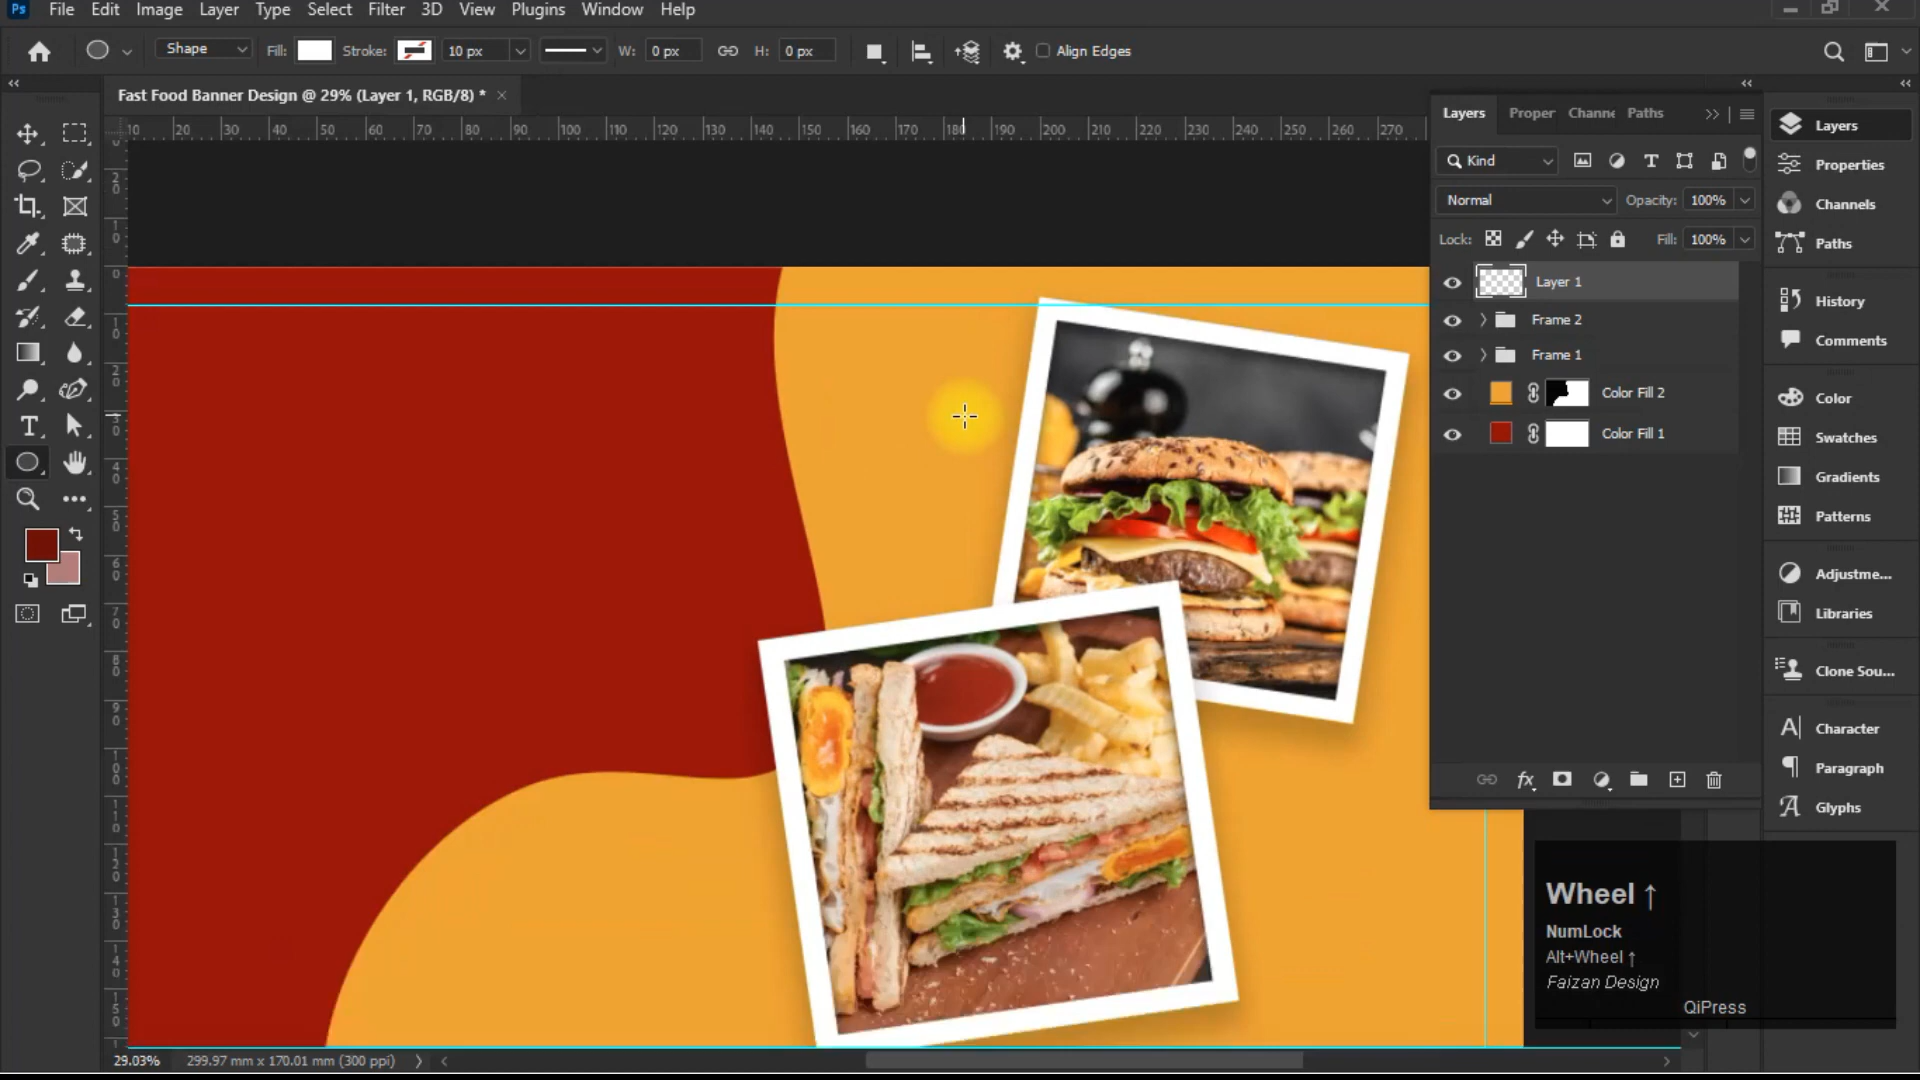 Ps File Edit Image Layer Type Select Filter 3D View Plugins Window Help
Shape Fill: Stroke: 10 px W: 0 px H: 0 px Align Edges
Fast Food Banner Design @ 29% (Layer 1, RGB/8) * ×
10 20 30 40 50 60 70 80 90 100 110 120 130 140 150 160 170 180 190 200 210 220 230 240 250 260 270
Layers Proper Channe Paths
Kind
Normal Opacity: 100%
Lock: Fill: 100%
Layer 1
Frame 2
Frame 1
Color Fill 2
Color Fill 1
fx
Layers
Properties
Channels
Paths
History
Comments
Color
Swatches
Gradients
Patterns
Adjustme...
Libraries
Clone Sou...
Character
Paragraph
Glyphs
Wheel ↑
NumLock
Alt+Wheel ↑
Faizan Design
QiPress
29.03% 299.97 mm x 170.01 mm (300 ppi)